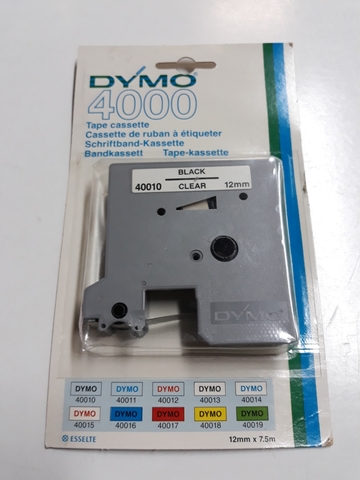 DYMO
4000
Tape cassette
Cassette de ruban à étiqueter
Schriftband-Kassette
Bandkassett Tape-kassette
BLACK
40010 CLEAR 12mm
DYMO
DYMO DYMO DYMO DYMO DYMO
40010 40011 40012 40013 40014
DYMO DYMO DYMO DYMO DYMO
40015 40016 40017 40018 40019
ESSELTE
12mm x 7.5m